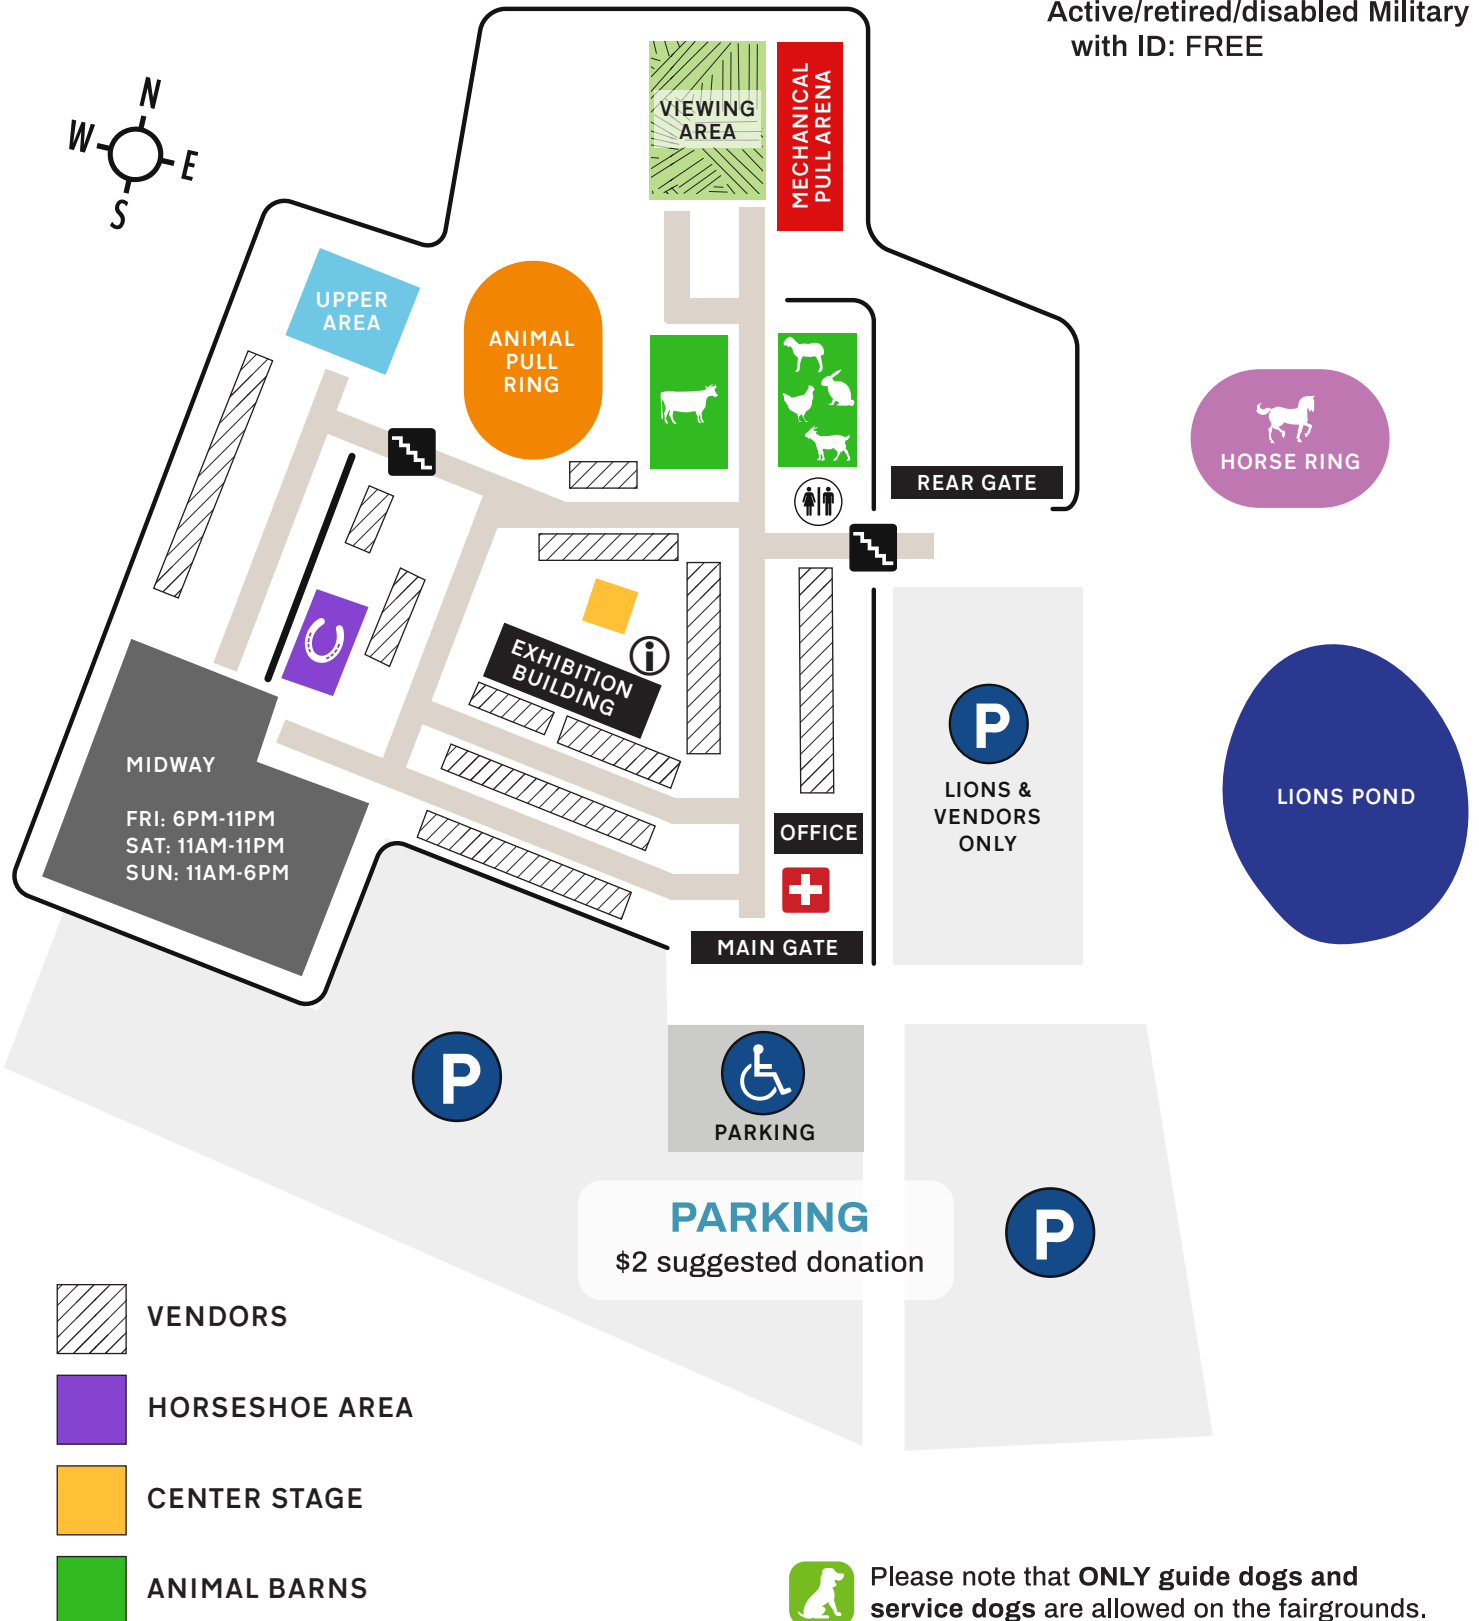 Active/retired/disabled Military
with ID: FREE
N
W
E
S
VIEWING
AREA
MECHANICAL
PULL ARENA
UPPER
AREA
ANIMAL
PULL
RING
HORSE RING
REAR GATE
EXHIBITION
BUILDING
i
MIDWAY
FRI: 6PM-11PM
SAT: 11AM-11PM
SUN: 11AM-6PM
P
LIONS &
VENDORS
ONLY
LIONS POND
OFFICE
MAIN GATE
P
PARKING
PARKING
$2 suggested donation
P
VENDORS
HORSESHOE AREA
CENTER STAGE
ANIMAL BARNS
Please note that ONLY guide dogs and
service dogs are allowed on the fairgrounds.